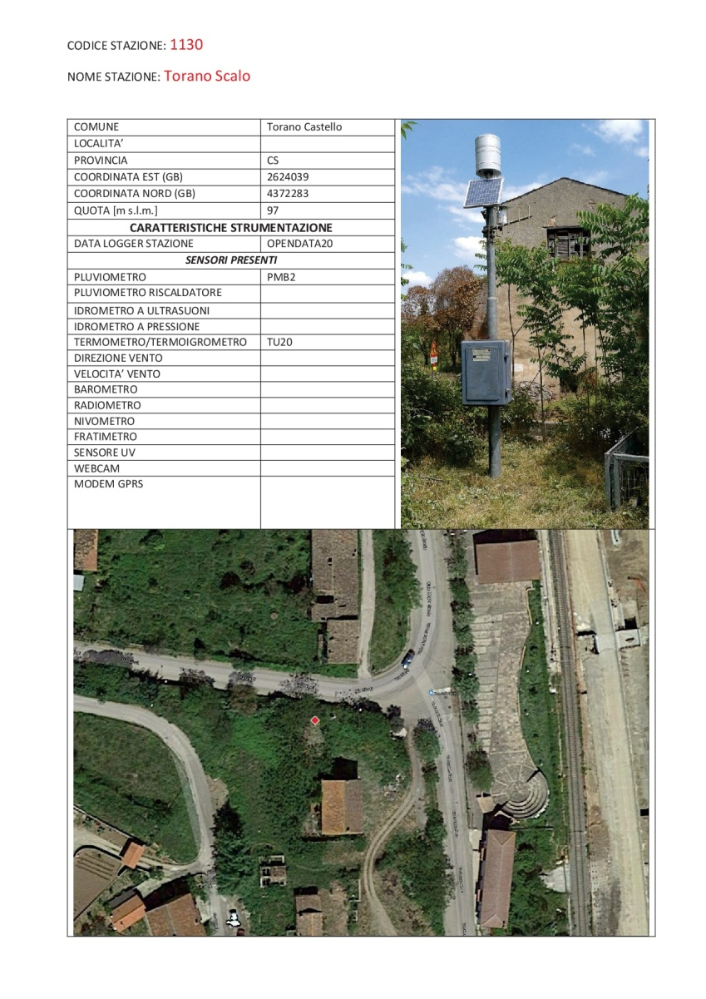 CODICE STAZIONE: 1130
NOME STAZIONE: Torano Scalo
COMUNE Torano Castello
LOCALITA’
PROVINCIA CS
COORDINATA EST (GB) 2624039
COORDINATA NORD (GB) 4372283
QUOTA [m s.l.m.] 97
CARATTERISTICHE STRUMENTAZIONE
DATA LOGGER STAZIONE OPENDATA20
SENSORI PRESENTI
PLUVIOMETRO PMB2
PLUVIOMETRO RISCALDATORE
IDROMETRO A ULTRASUONI
IDROMETRO A PRESSIONE
TERMOMETRO/TERMOIGROMETRO TU20
DIREZIONE VENTO
VELOCITA’ VENTO
BAROMETRO
RADIOMETRO
NIVOMETRO
FRATIMETRO
SENSORE UV
WEBCAM
MODEM GPRS